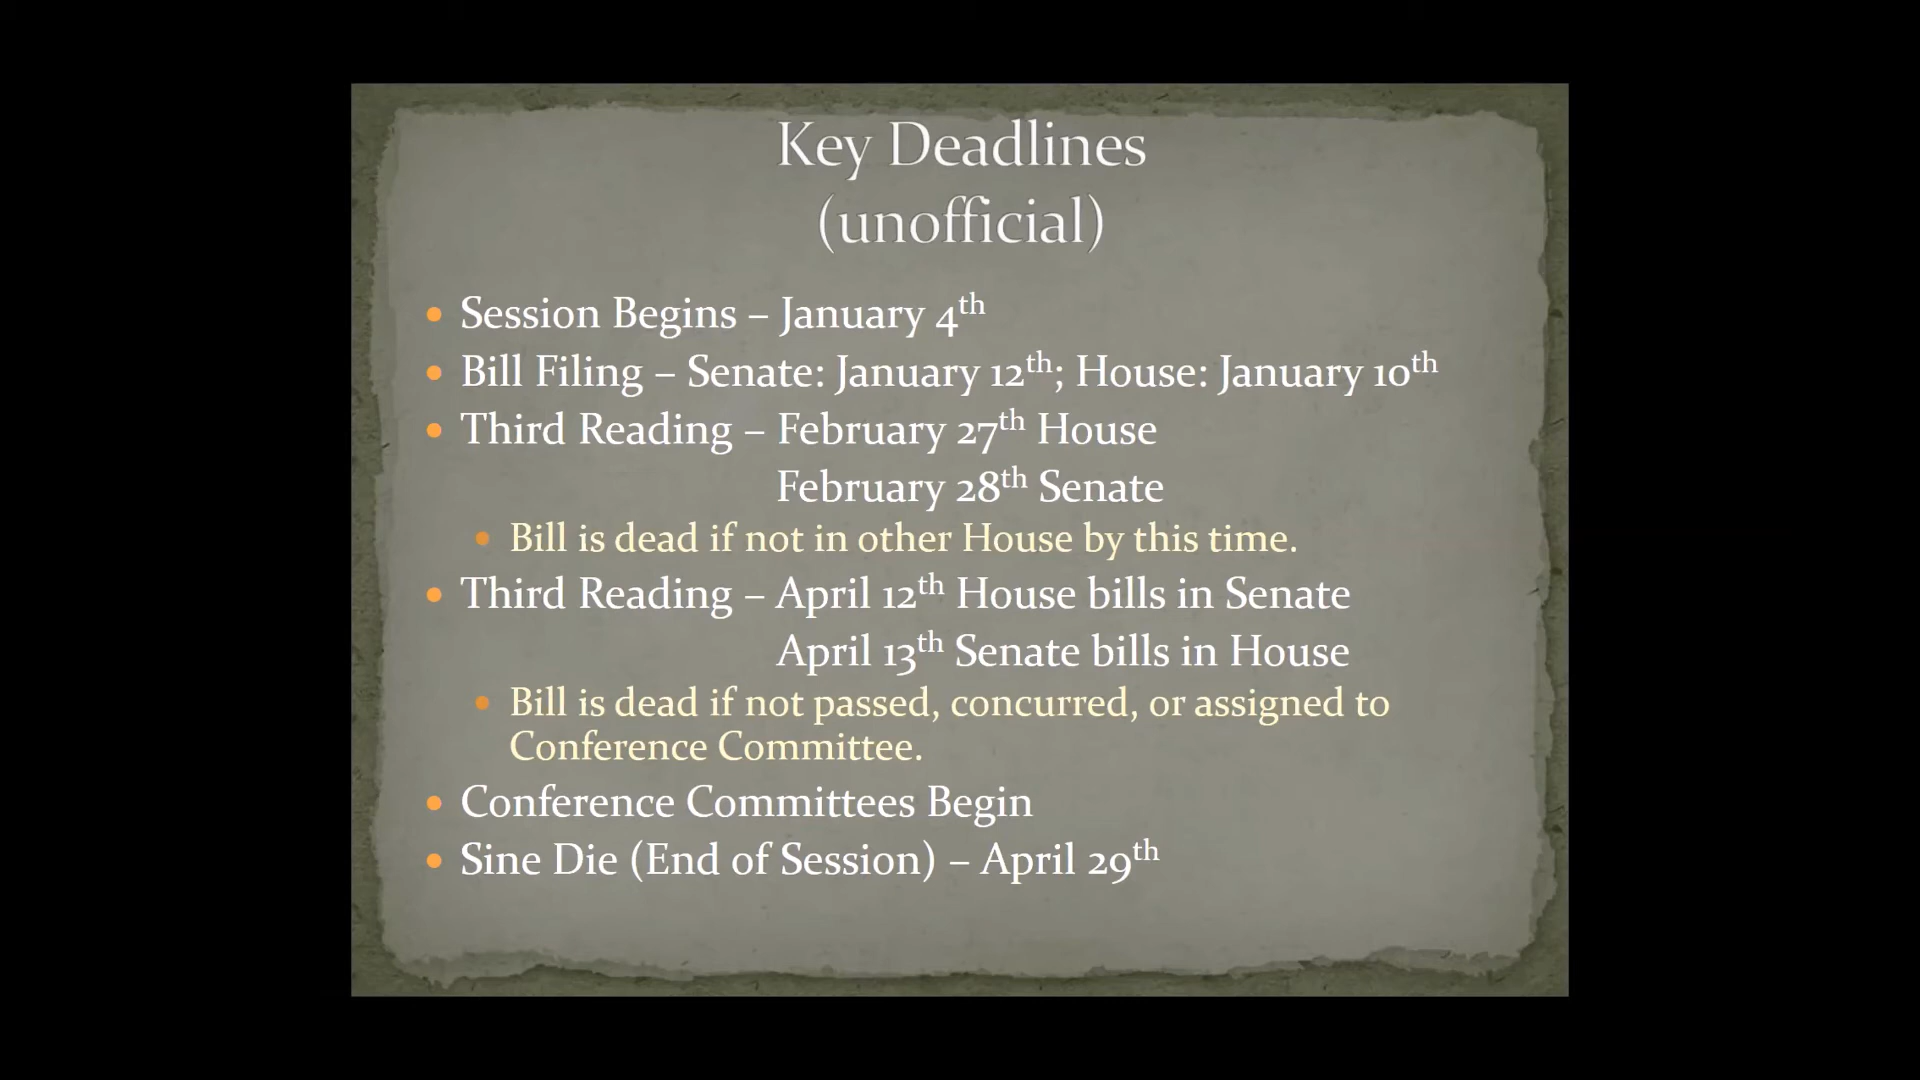 Key Deadlines
(unofficial)
• Session Begins – January 4th
• Bill Filing – Senate: January 12th; House: January 10th
• Third Reading – February 27th House
February 28th Senate
• Bill is dead if not in other House by this time.
• Third Reading – April 12th House bills in Senate
April 13th Senate bills in House
• Bill is dead if not passed, concurred, or assigned to
Conference Committee.
• Conference Committees Begin
• Sine Die (End of Session) – April 29th